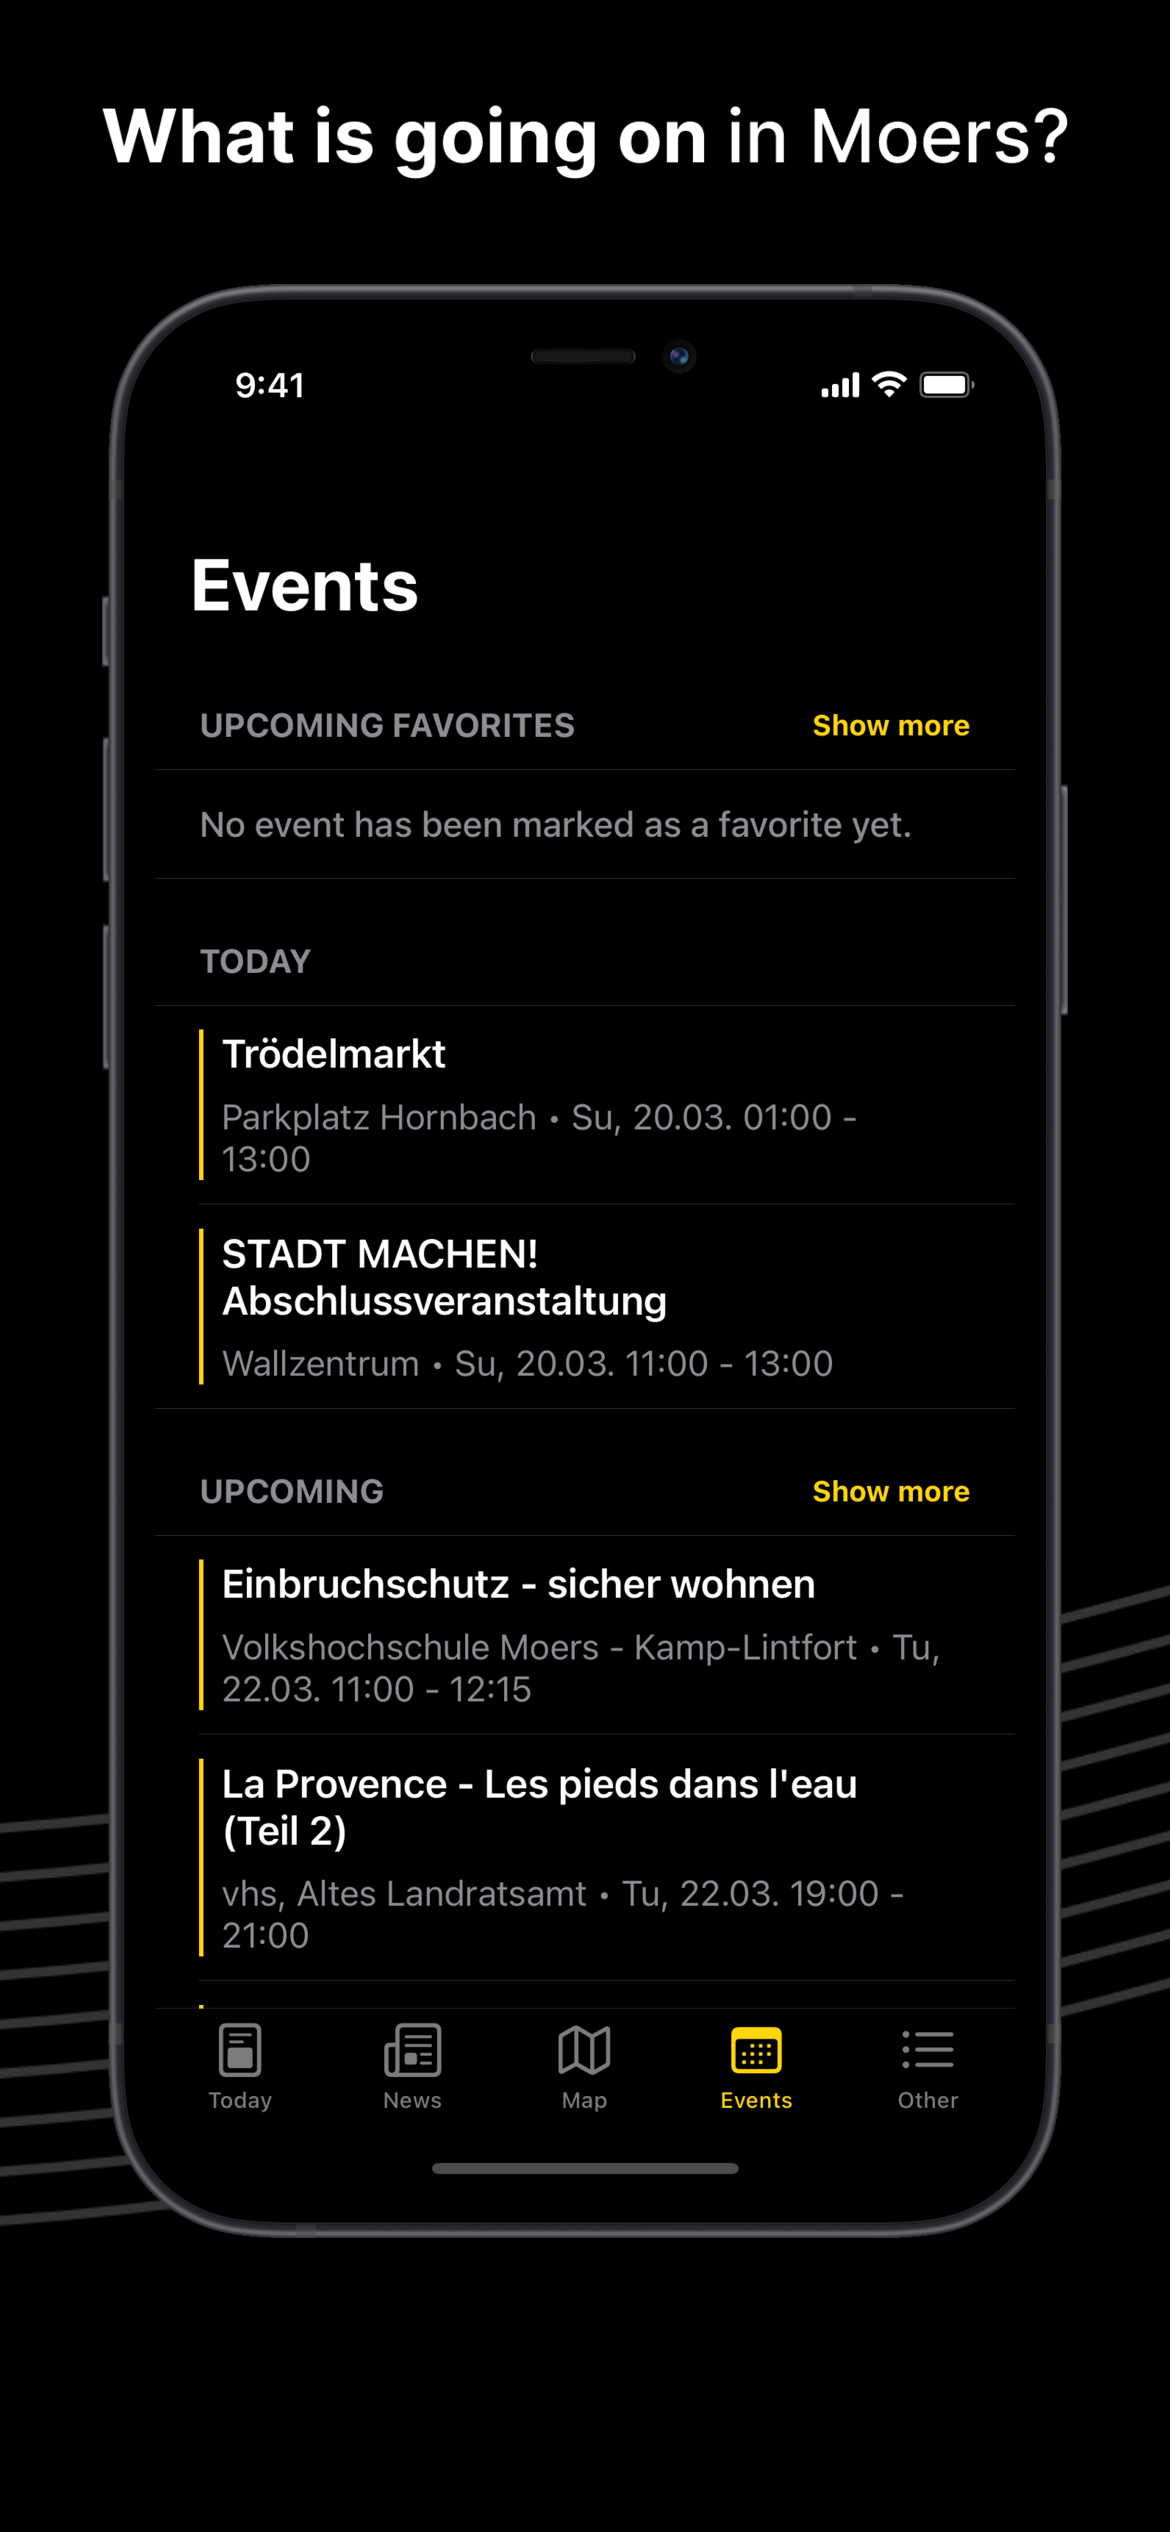 What is going on in Moers?
9:41
Events
UPCOMING FAVORITES Show more
No event has been marked as a favorite yet.
TODAY
Trödelmarkt
Parkplatz Hornbach • Su, 20.03. 01:00 -
13:00
STADT MACHEN!
Abschlussveranstaltung
Wallzentrum • Su, 20.03. 11:00 - 13:00
UPCOMING Show more
Einbruchschutz - sicher wohnen
Volkshochschule Moers - Kamp-Lintfort • Tu,
22.03. 11:00 - 12:15
La Provence - Les pieds dans l'eau
(Teil 2)
vhs, Altes Landratsamt • Tu, 22.03. 19:00 -
21:00
Today News Map Events Other